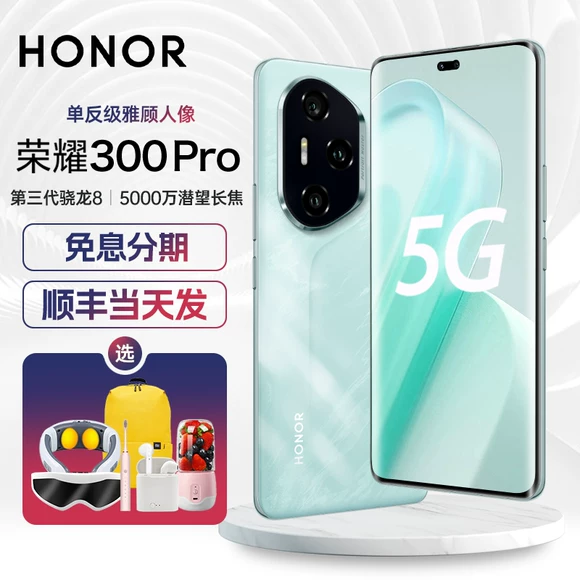 HONOR
单反级雅顾人像
荣耀300 Pro
第三代骁龙8 | 5000万潜望长焦
免息分期
顺丰当天发
选
5G
HONOR